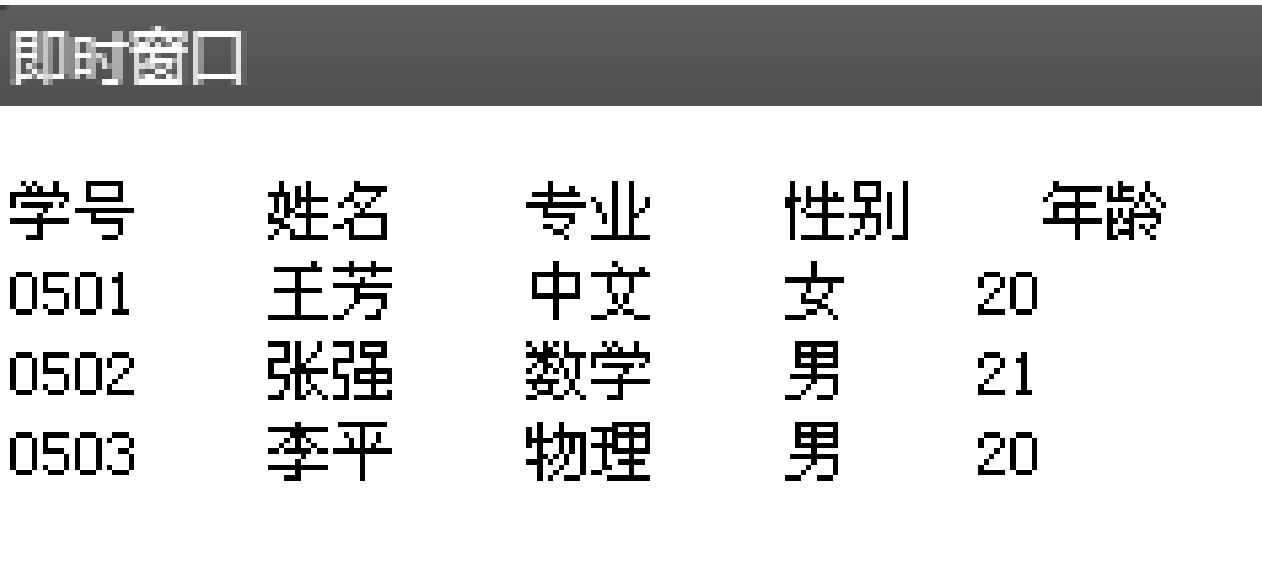 即时窗口
学号 姓名 专业 性别 年龄
0501 王芳 中文 女 20
0502 张强 数学 男 21
0503 李平 物理 男 20